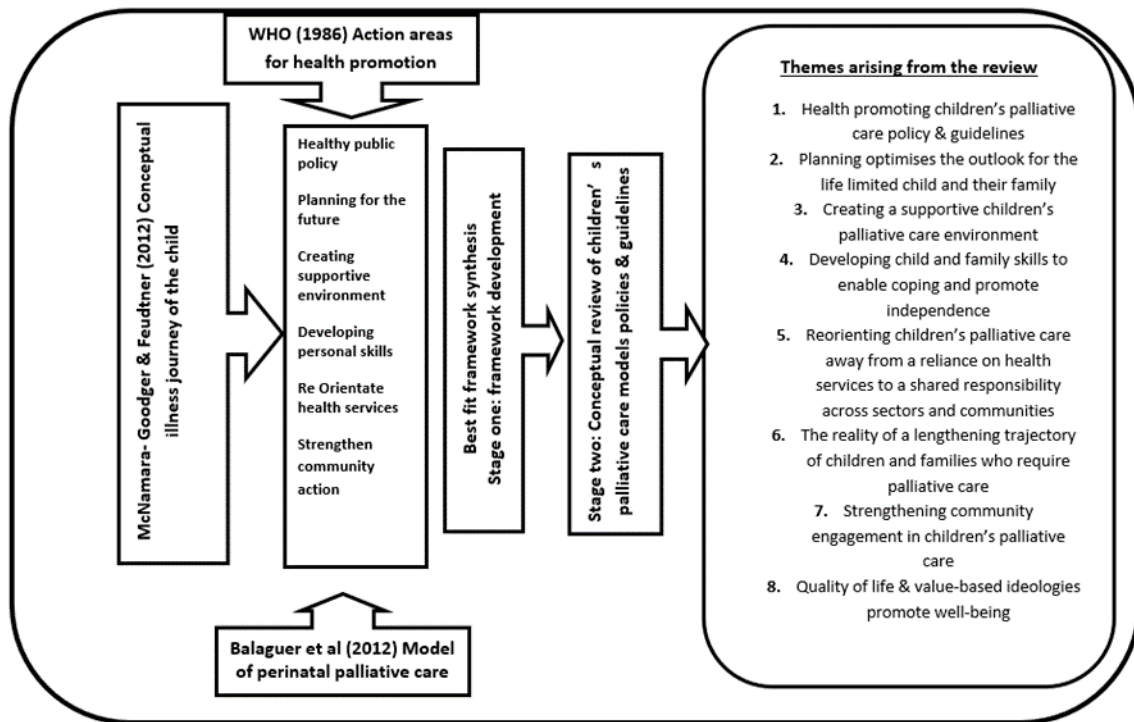 WHO (1986) Action areas
for health promotion
McNamara- Goodger & Feudtner (2012) Conceptual
illness journey of the child
Healthy public
policy
Planning for the
future
Creating
supportive
environment
Developing
personal skills
Re Orientate
health services
Strengthen
community
action
Balaguer et al (2012) Model
of perinatal palliative care
Best fit framework synthesis
Stage one: framework development
Stage two: Conceptual review of children’ s
palliative care models policies & guidelines
Themes arising from the review
1. Health promoting children’s palliative
care policy & guidelines
2. Planning optimises the outlook for the
life limited child and their family
3. Creating a supportive children’s
palliative care environment
4. Developing child and family skills to
enable coping and promote
independence
5. Reorienting children’s palliative care
away from a reliance on health
services to a shared responsibility
across sectors and communities
6. The reality of a lengthening trajectory
of children and families who require
palliative care
7. Strengthening community
engagement in children’s palliative
care
8. Quality of life & value-based ideologies
promote well-being